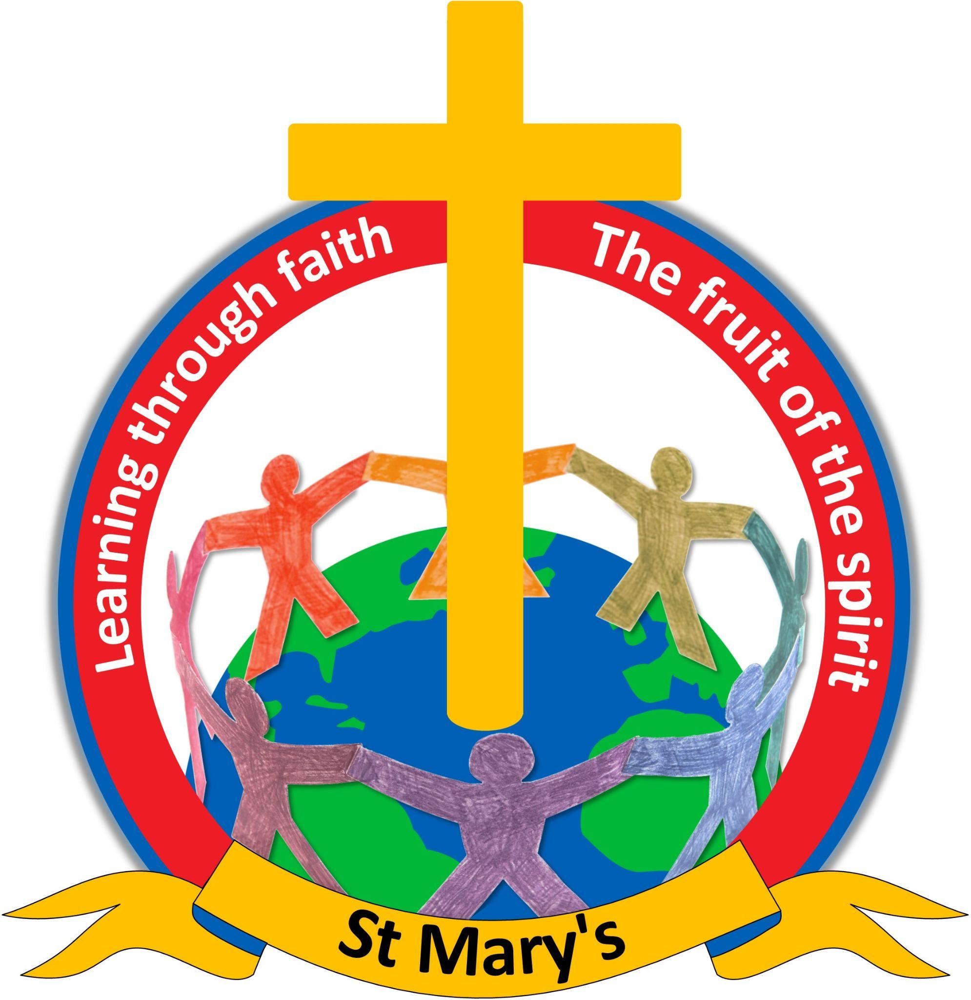 Learning through faith
The fruit of the spirit
St Mary's